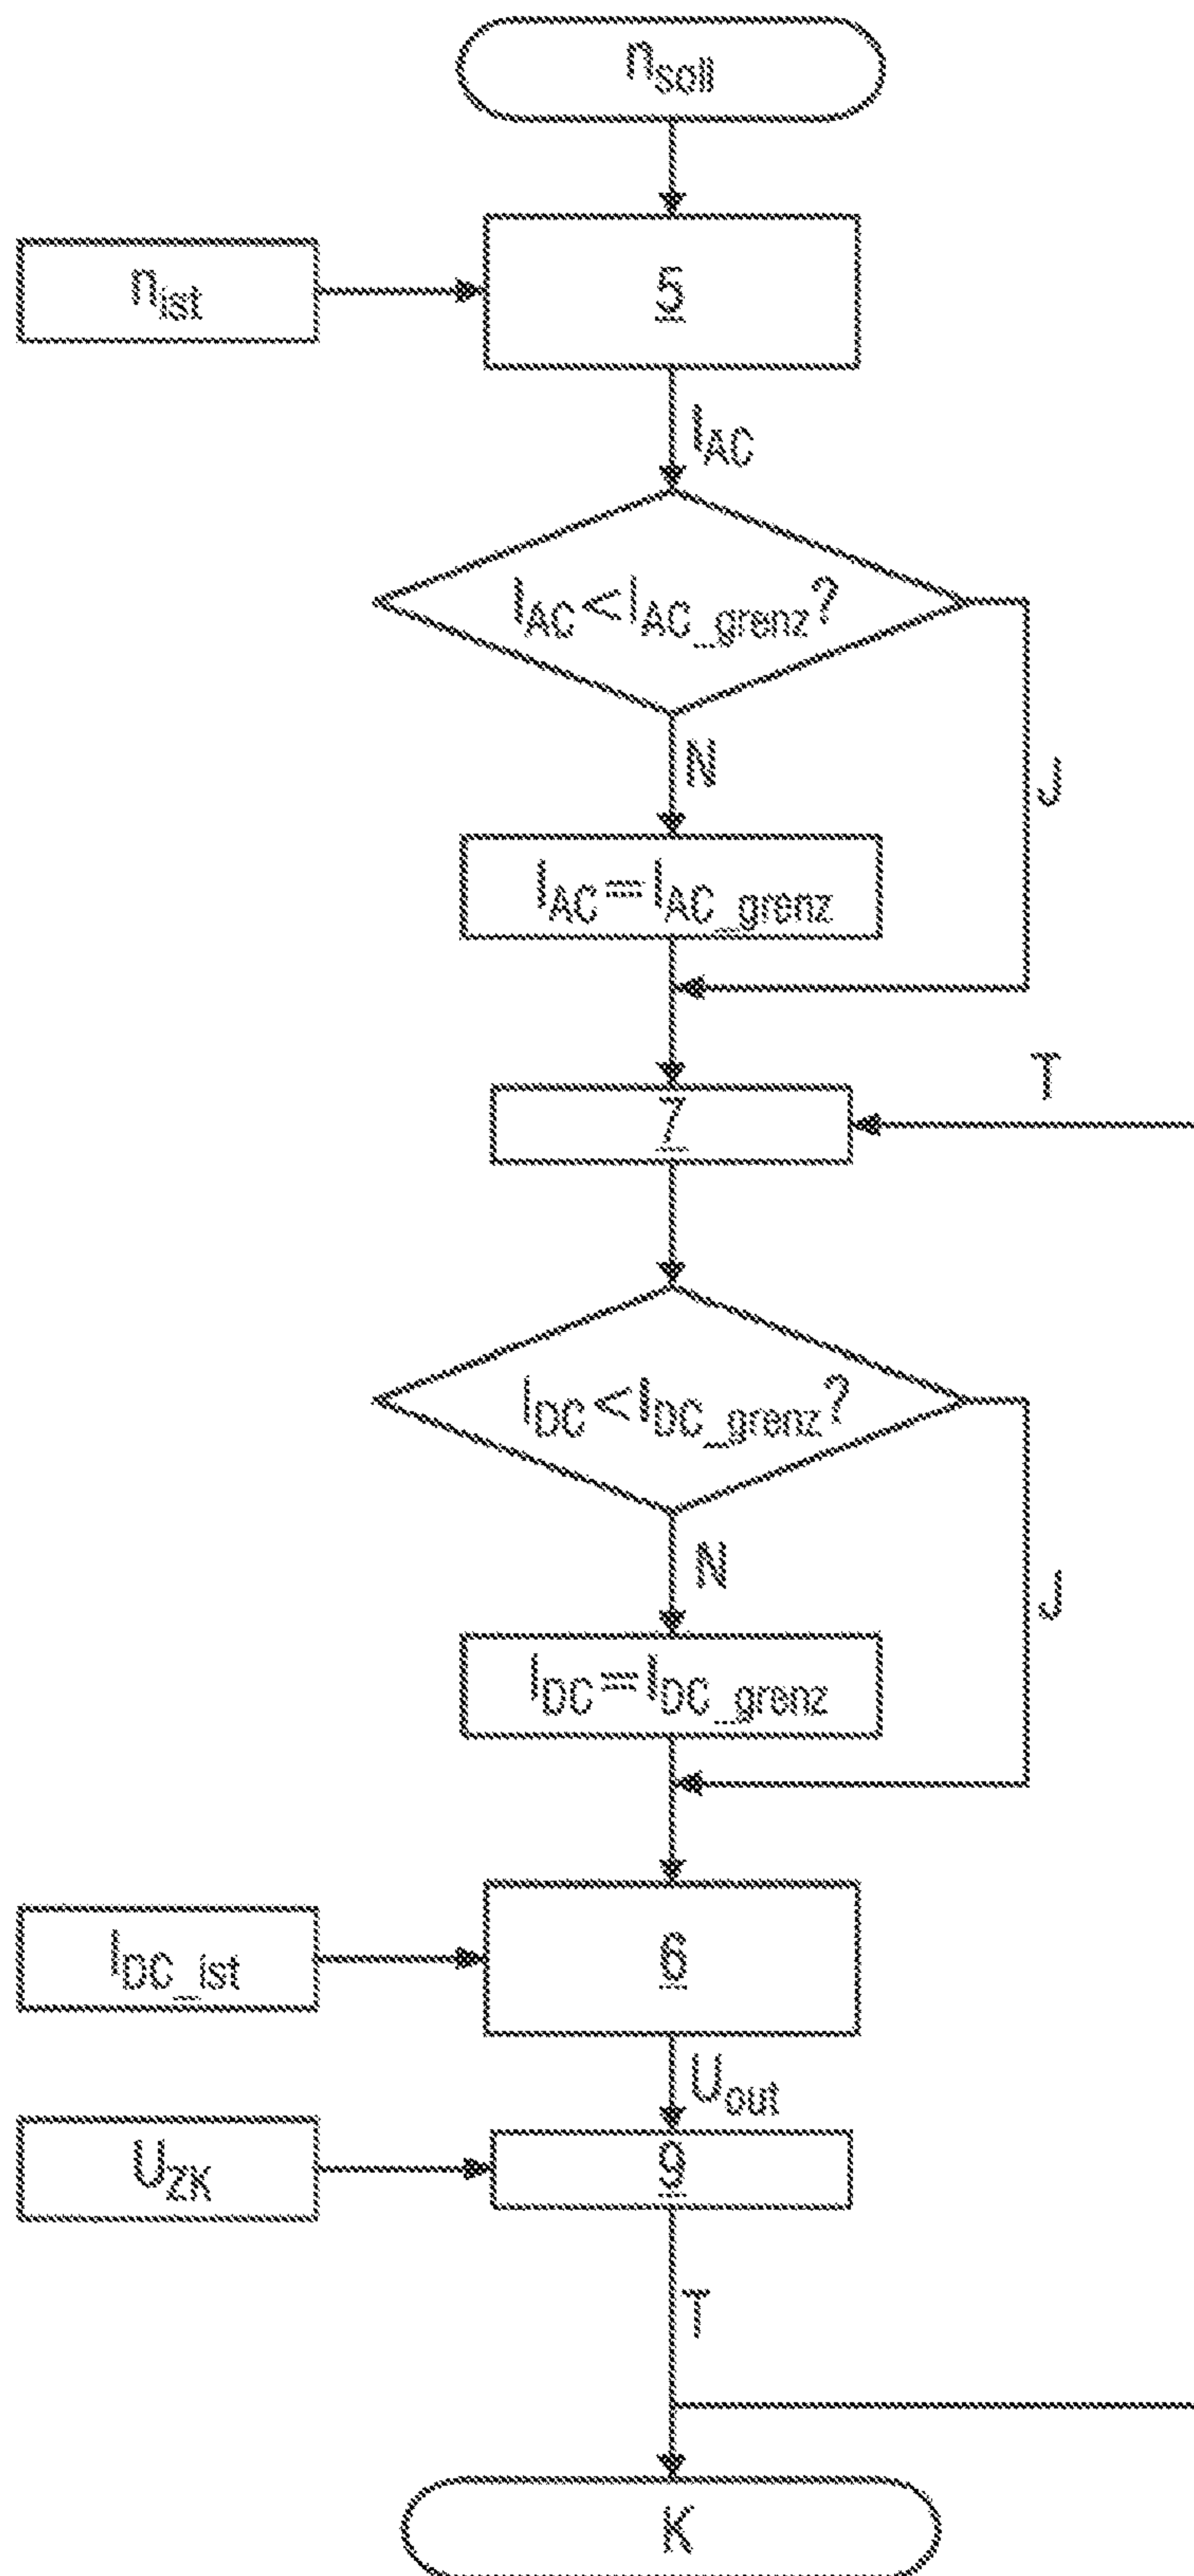 n_soll
n_ist
5
I_AC
I_AC < I_AC_grenz?
N
J
I_AC = I_AC_grenz
T
7
I_DC < I_DC_grenz?
N
J
I_DC = I_DC_grenz
I_DC_ist
6
U_out
U_ZK
9
T
K